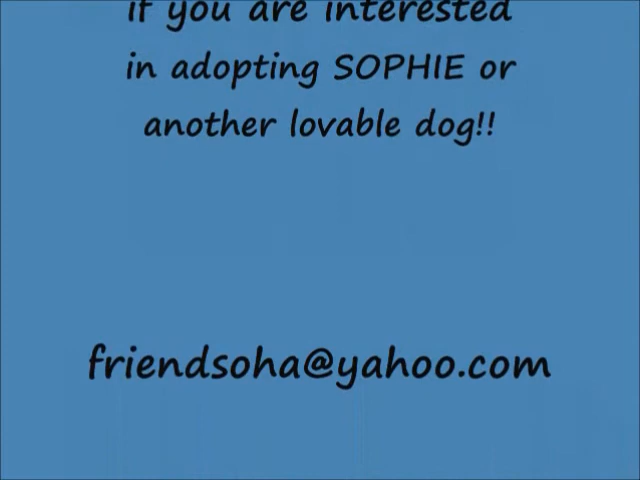 if you are interested
in adopting SOPHIE or
another lovable dog!!
friendsoha@yahoo.com